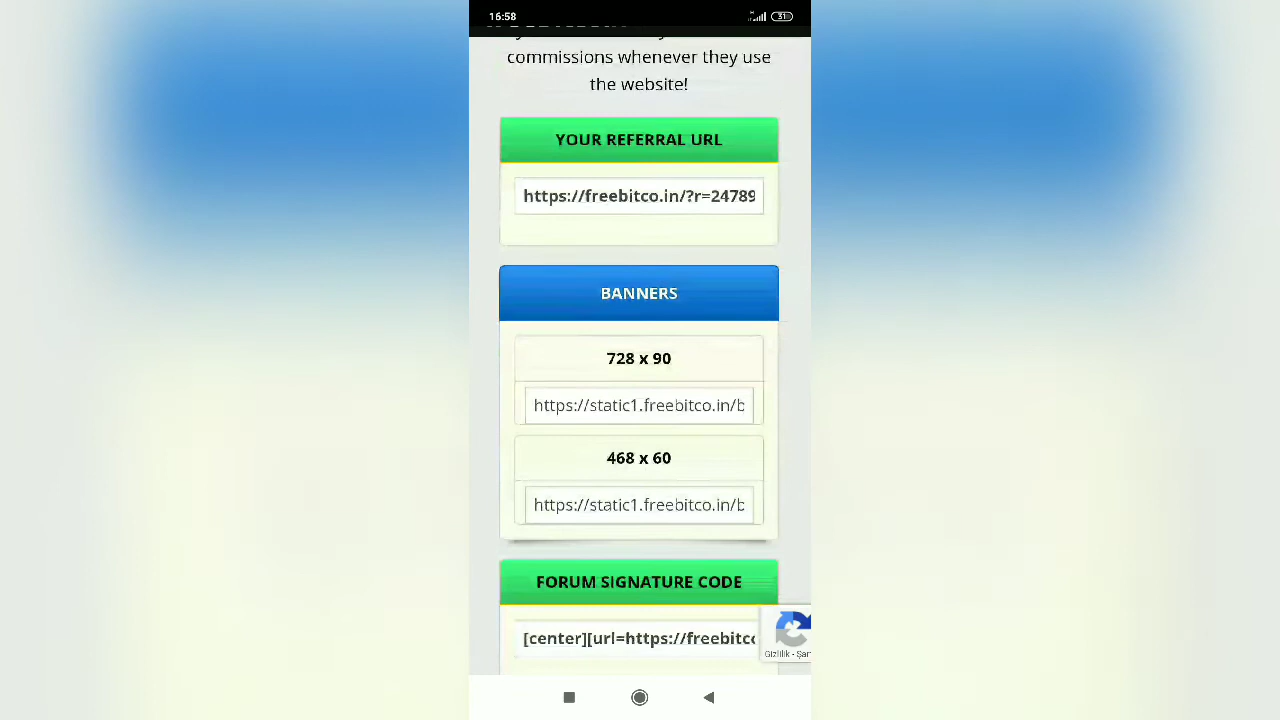 16:58
31
commissions whenever they use
the website!
YOUR REFERRAL URL
https://freebitco.in/?r=24789
BANNERS
728 x 90
https://static1.freebitco.in/b
468 x 60
https://static1.freebitco.in/b
FORUM SIGNATURE CODE
[center][url=https://freebitco
Gizlilik - Şar